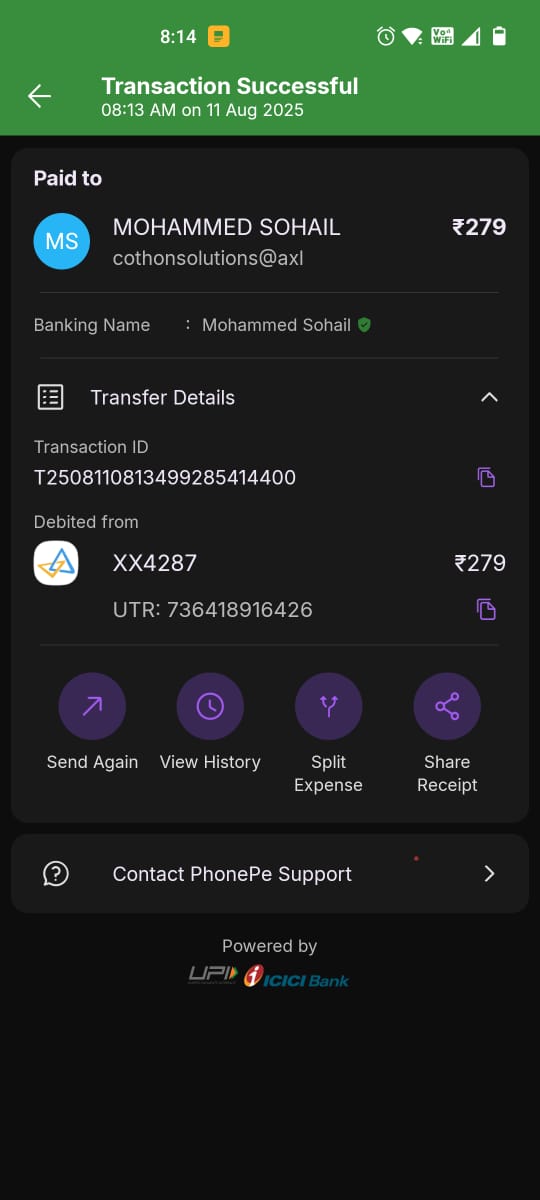 8:14
Vo
WiFi
Transaction Successful
08:13 AM on 11 Aug 2025
Paid to
MS
MOHAMMED SOHAIL
₹279
cothonsolutions@axl
Banking Name : Mohammed Sohail
Transfer Details
Transaction ID
T2508110813499285414400
Debited from
XX4287
₹279
UTR: 736418916426
Send Again
View History
Split
Expense
Share
Receipt
Contact PhonePe Support
Powered by
UPI
ICICI Bank